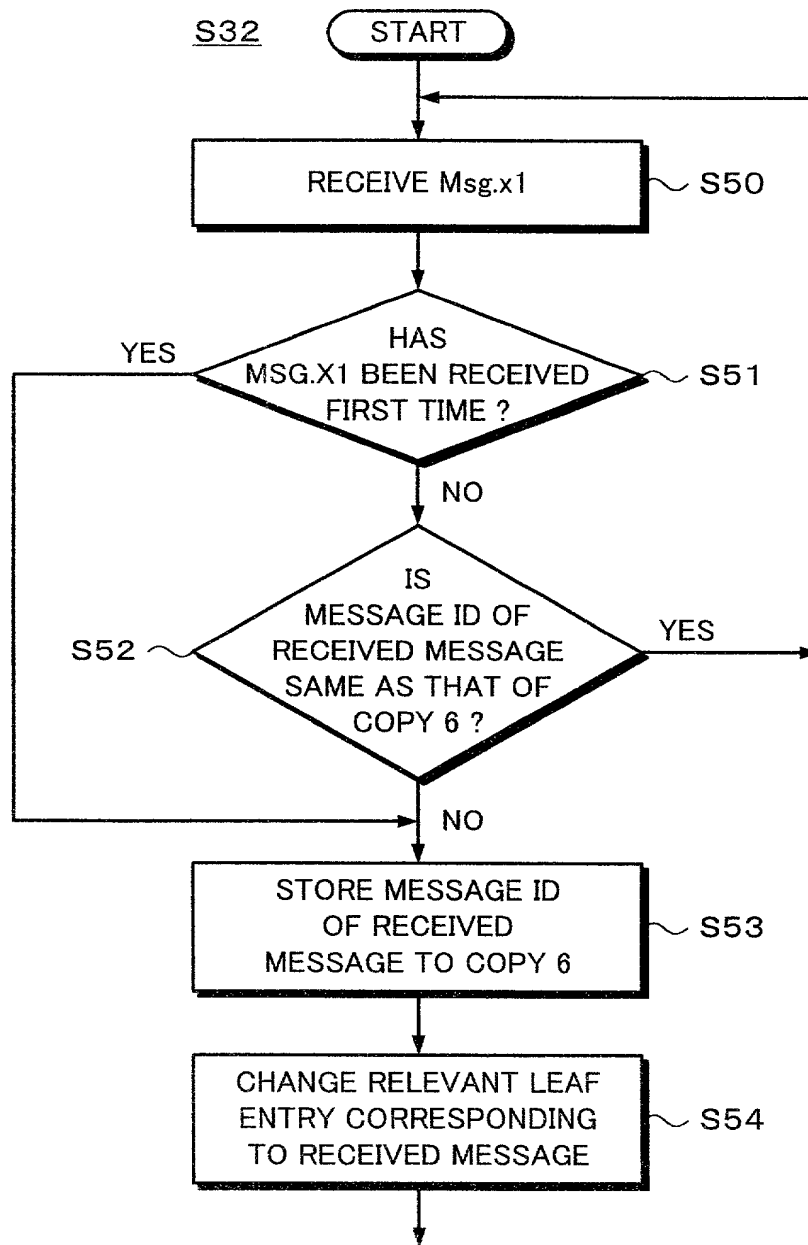 S32
START
RECEIVE Msg.x1
S50
HAS
MSG.X1 BEEN RECEIVED
FIRST TIME ?
S51
YES
NO
IS
MESSAGE ID OF
RECEIVED MESSAGE
SAME AS THAT OF
COPY 6 ?
S52
YES
NO
STORE MESSAGE ID
OF RECEIVED
MESSAGE TO COPY 6
S53
CHANGE RELEVANT LEAF
ENTRY CORRESPONDING
TO RECEIVED MESSAGE
S54